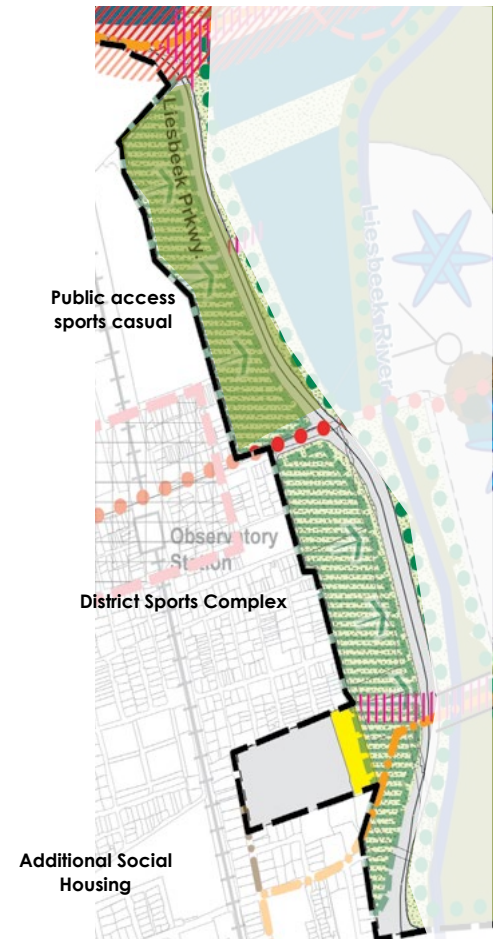 Liesbeek Prkwy.
Liesbeek River
Public access
sports casual
Observatory
Station
District Sports Complex
Additional Social
Housing